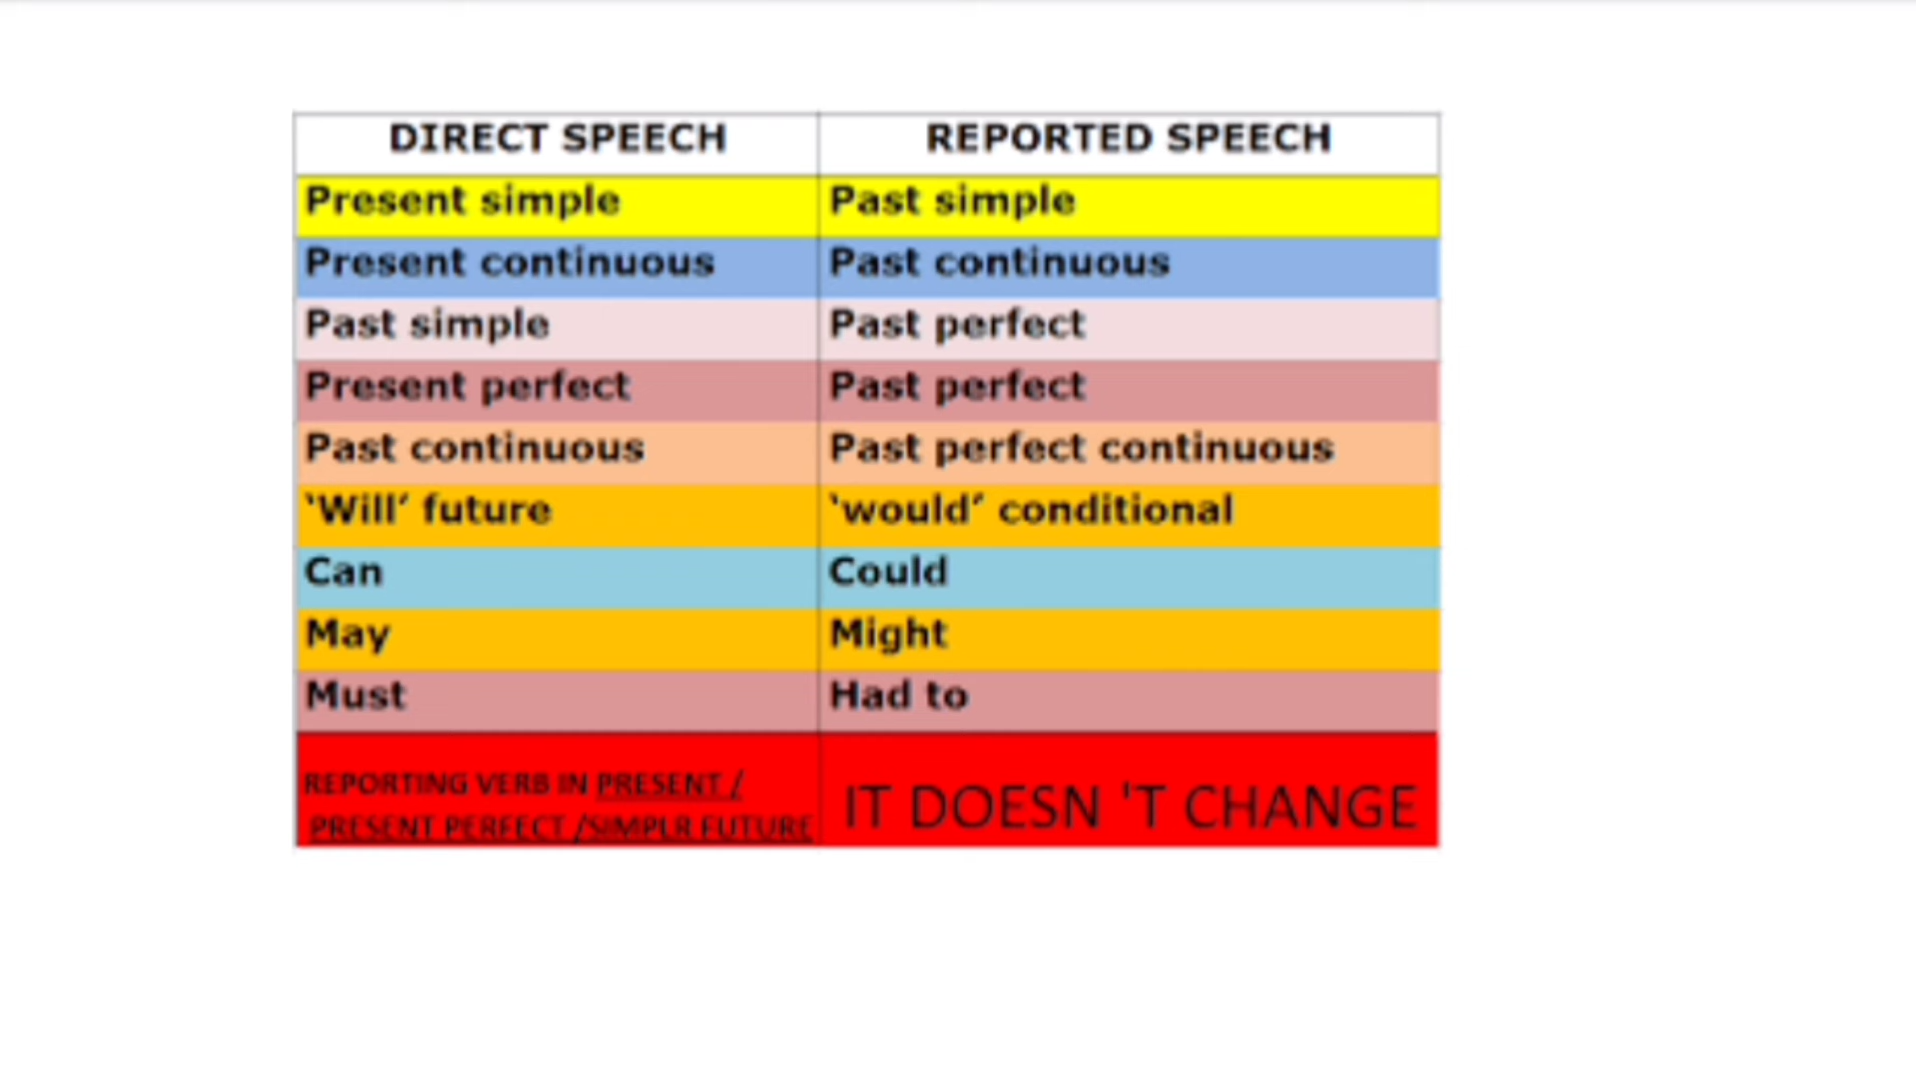 DIRECT SPEECH REPORTED SPEECH
Present simple Past simple
Present continuous Past continuous
Past simple Past perfect
Present perfect Past perfect
Past continuous Past perfect continuous
‘Will’ future ‘would’ conditional
Can Could
May Might
Must Had to
REPORTING VERB IN PRESENT /
PRESENT PERFECT /SIMPLR FUTURE
IT DOESN 'T CHANGE